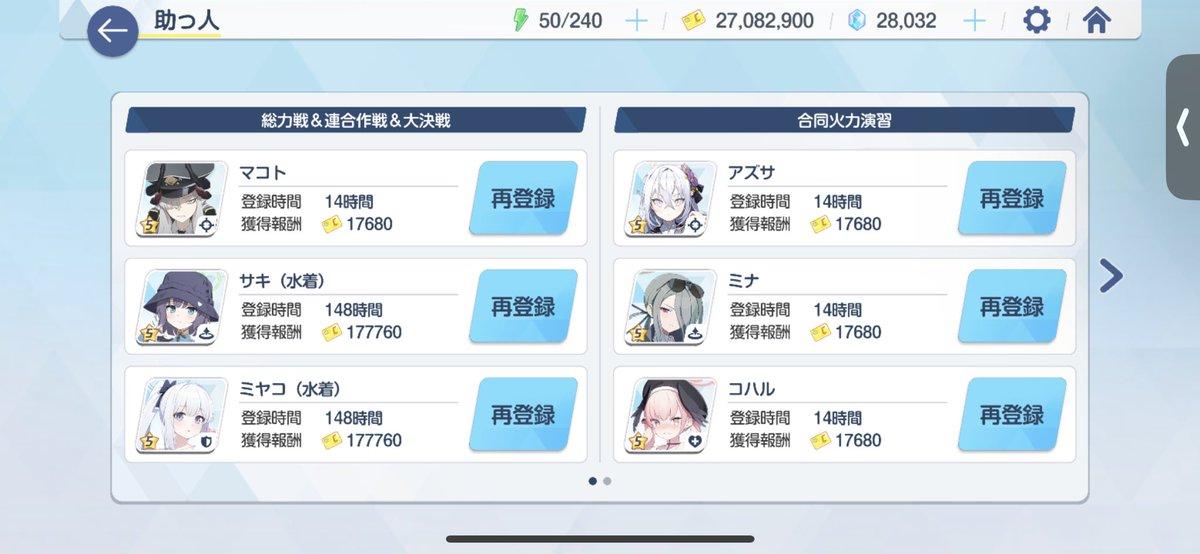 助っ人
50/240
27,082,900
28,032
総力戦&連合作戦&大決戦
マコト
登録時間 14時間
獲得報酬 17680
再登録
5
サキ（水着）
登録時間 148時間
獲得報酬 177760
再登録
5
ミヤコ（水着）
登録時間 148時間
獲得報酬 177760
再登録
5
合同火力演習
アズサ
登録時間 14時間
獲得報酬 17680
再登録
5
ミナ
登録時間 14時間
獲得報酬 17680
再登録
5
コハル
登録時間 14時間
獲得報酬 17680
再登録
5